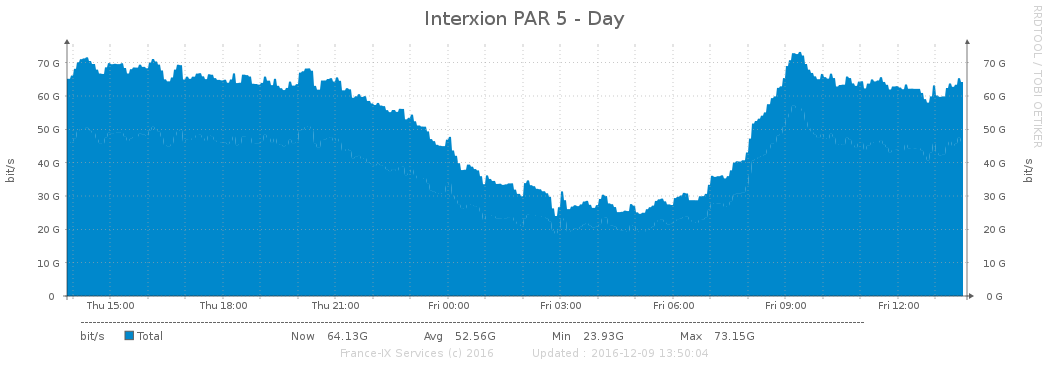 Interxion PAR 5 - Day
RRDTOOL / TOBI OETIKER
bit/s
70 G 70 G
60 G 60 G
50 G 50 G
40 G 40 G
30 G 30 G
20 G 20 G
10 G 10 G
0 0 G
bit/s
Thu 15:00 Thu 18:00 Thu 21:00 Fri 00:00 Fri 03:00 Fri 06:00 Fri 09:00 Fri 12:00
bit/s Total Now 64.13G Avg 52.56G Min 23.93G Max 73.15G
France-IX Services (c) 2016 Updated : 2016-12-09 13:50:04